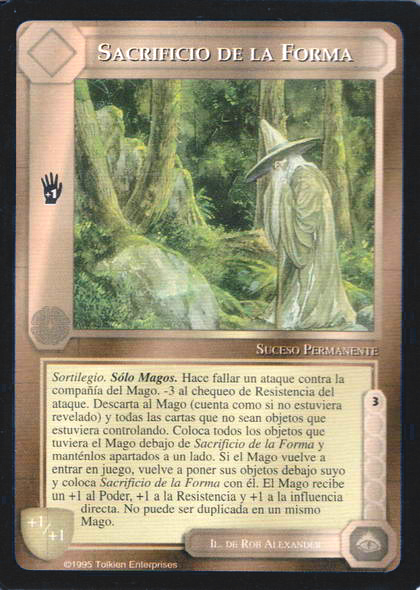 SACRIFICIO DE LA FORMA
+1
SUCESO PERMANENTE
Sortilegio. Sólo Magos. Hace fallar un ataque contra la
compañía del Mago. -3 al chequeo de Resistencia del
ataque. Descarta al Mago (cuenta como si no estuviera
revelado) y todas las cartas que no sean objetos que
estuviera controlando. Coloca todos los objetos que
tuviera el Mago debajo de Sacrificio de la Forma y
manténlos apartados a un lado. Si el Mago vuelve a
entrar en juego, vuelve a poner sus objetos debajo suyo
y coloca Sacrificio de la Forma con él. El Mago recibe
un +1 al Poder, +1 a la Resistencia y +1 a la influencia
directa. No puede ser duplicada en un mismo
Mago.
3
+1/+1
IL. DE ROB ALEXANDER
©1995 Tolkien Enterprises